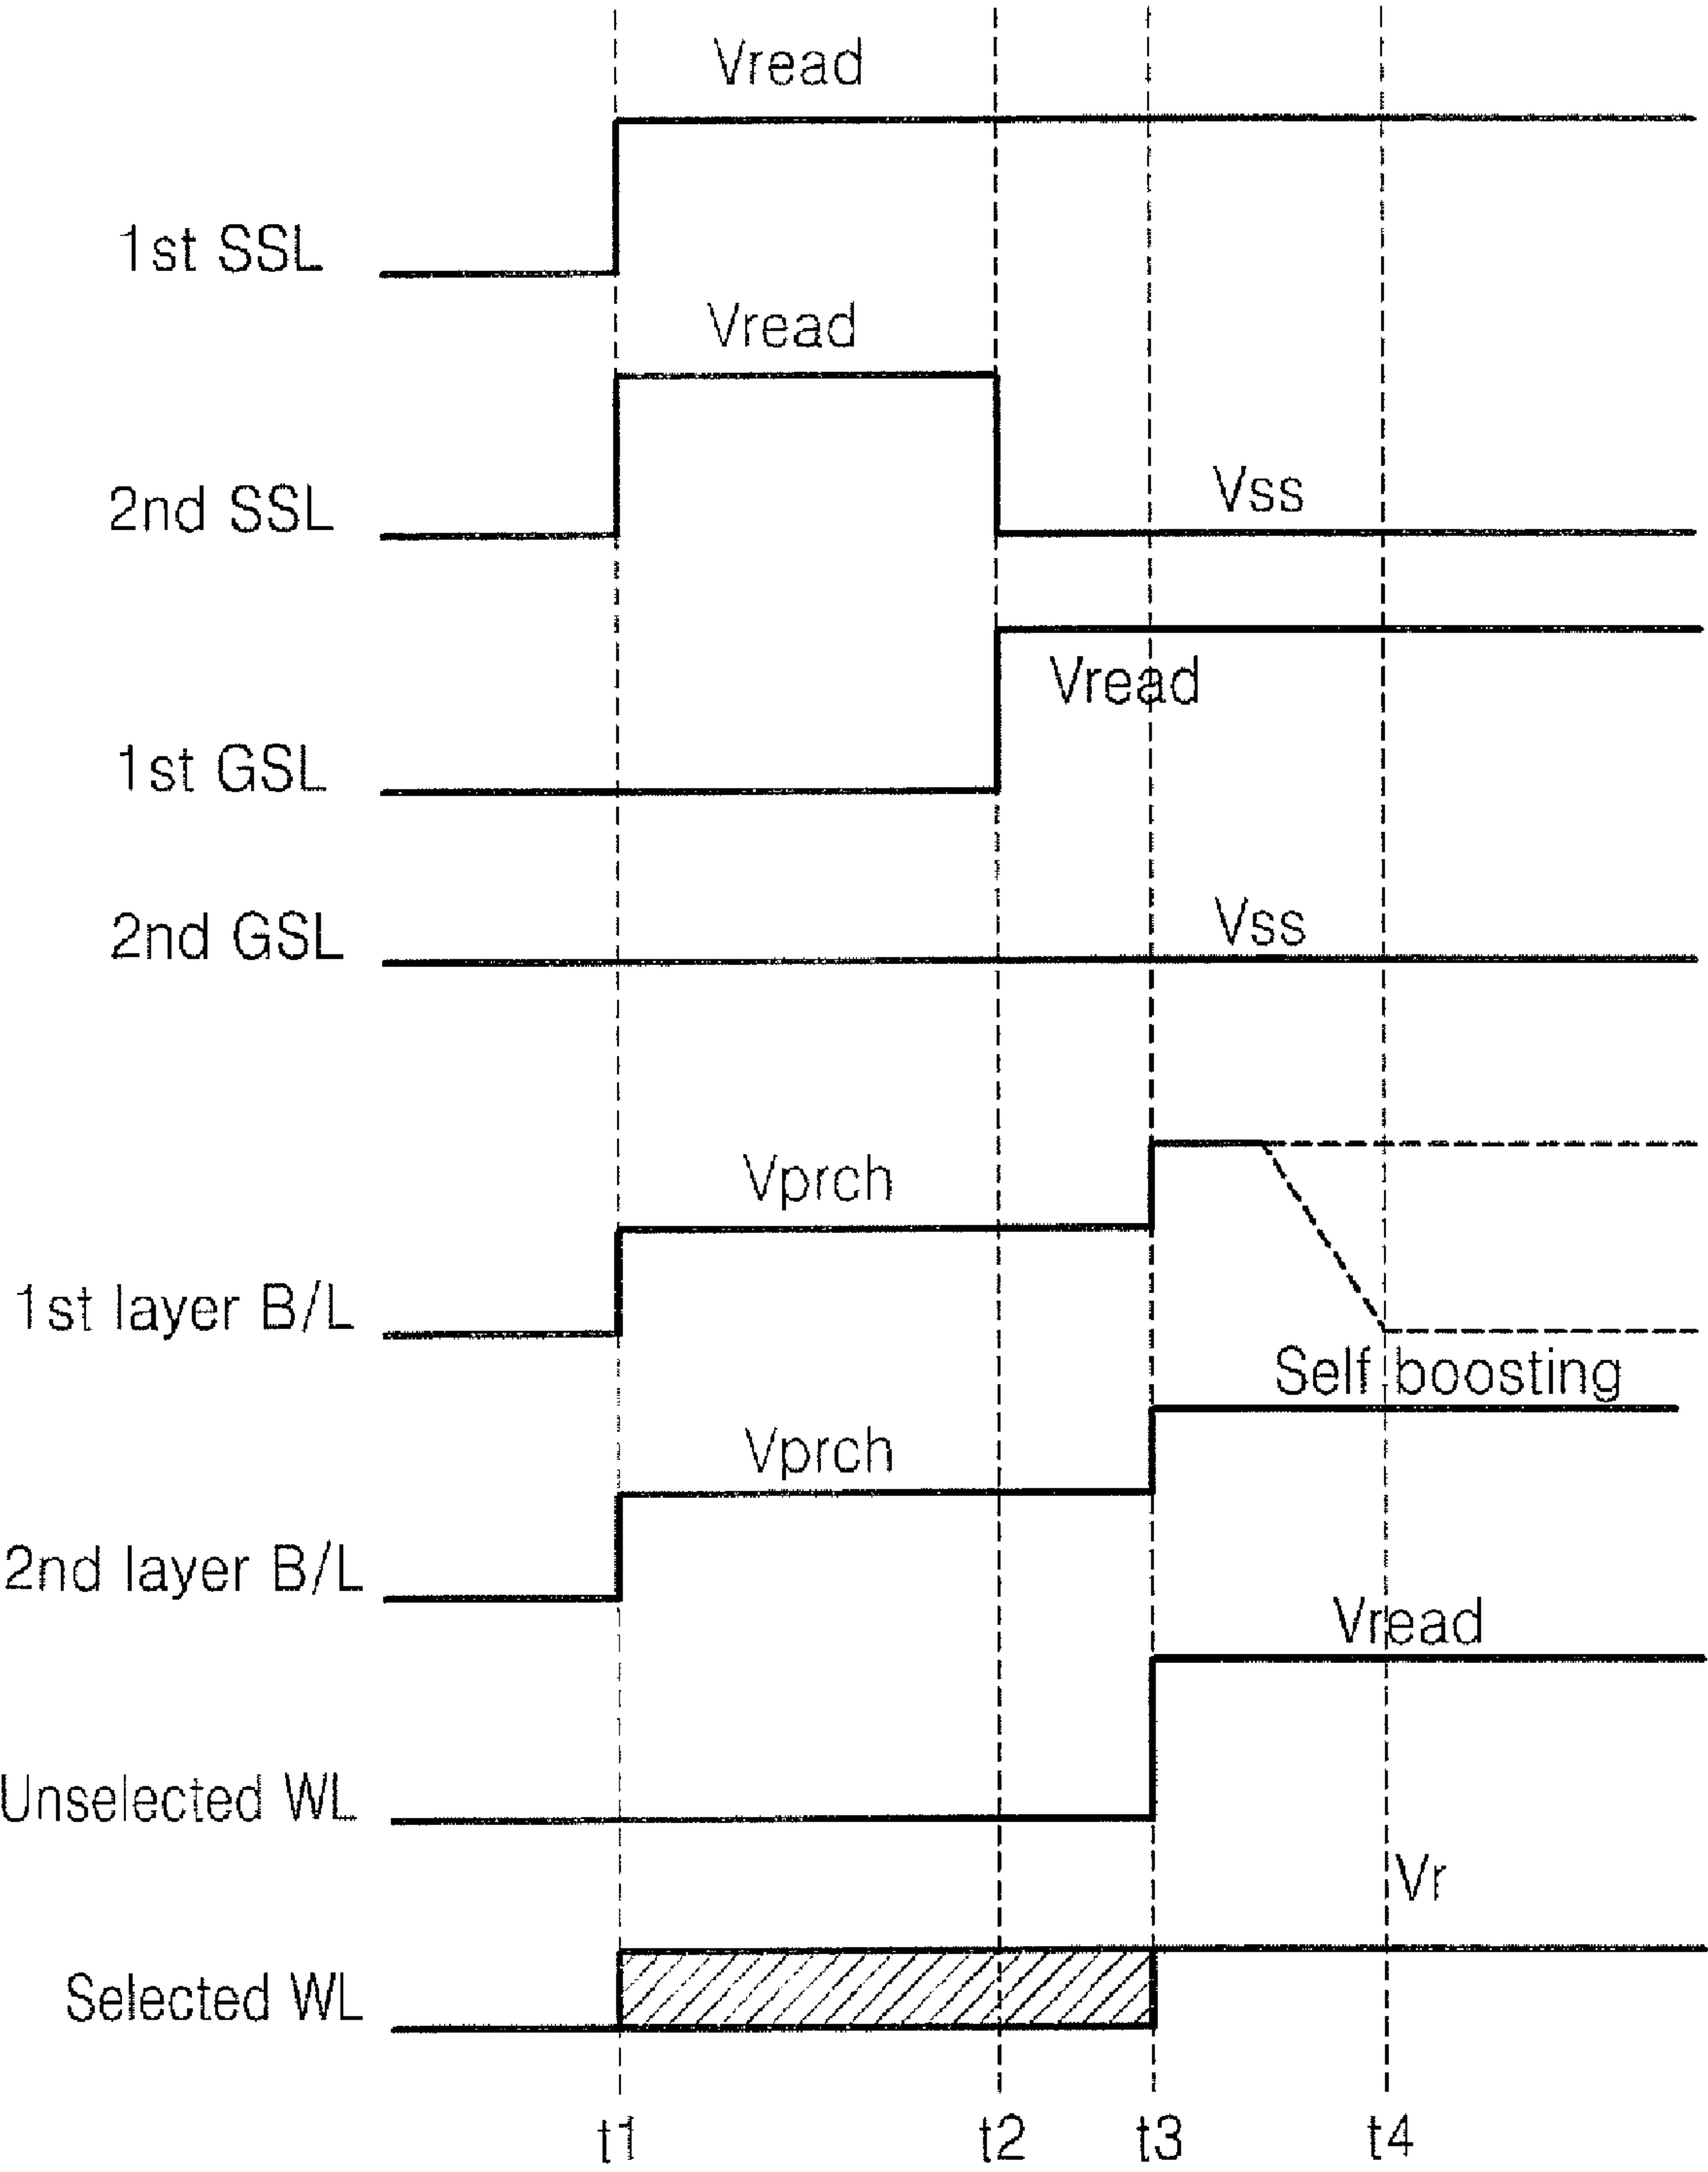 Vread
1st SSL
Vread
2nd SSL
Vss
Vread
1st GSL
2nd GSL
Vss
Vprch
1st layer B/L
Self boosting
Vprch
2nd layer B/L
Vread
Unselected WL
Vr
Selected WL
t1 t2 t3 t4